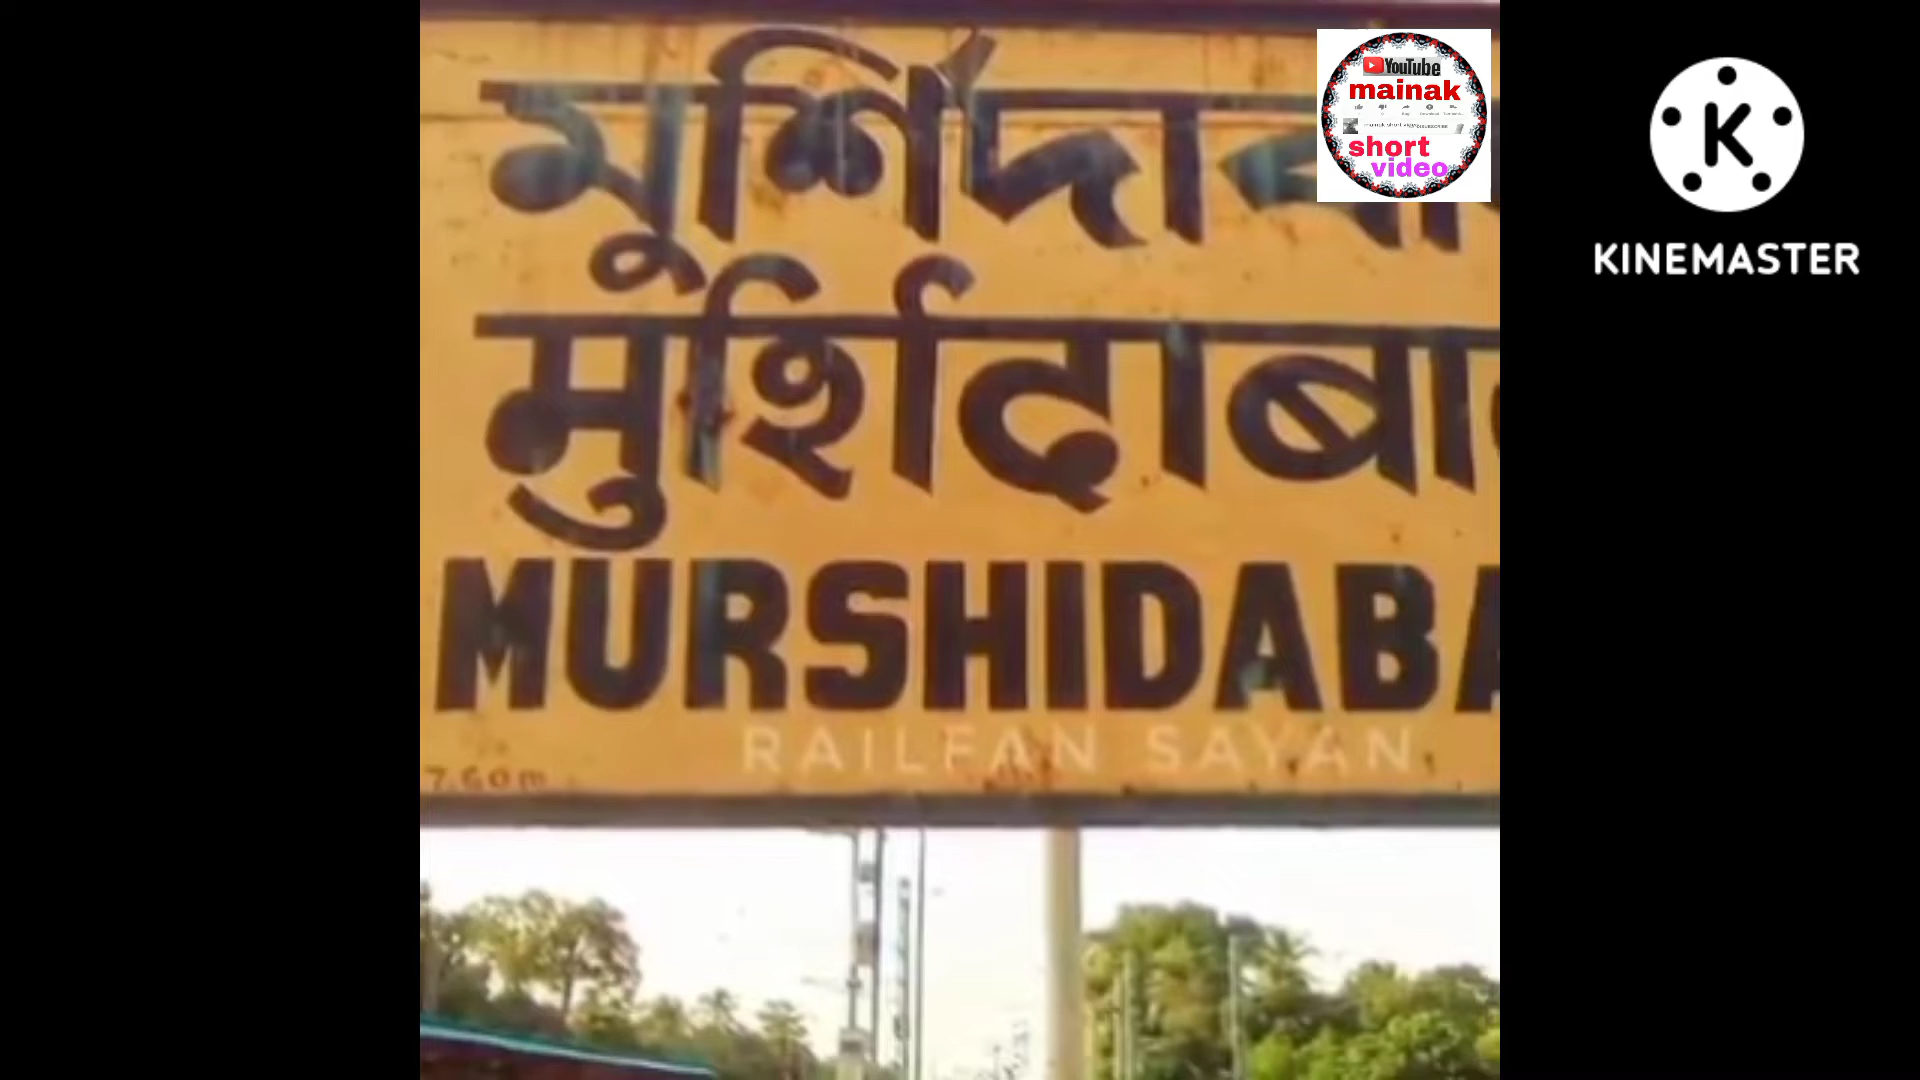 মুর্শিদাবা
मुर्शिदाबा
MURSHIDABA
RAILFAN SAYAN
7.60m
YouTube
mainak
short
video
KINEMASTER